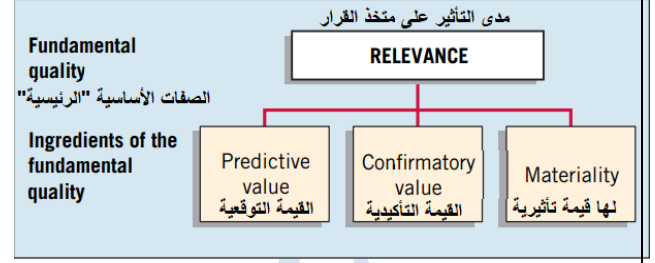 مدى التأثير على متخذ القرار
Fundamental
quality
الصفات الأساسية "الرئيسية"
RELEVANCE
Ingredients of the
fundamental
quality
Predictive
value
القيمة التوقعية
Confirmatory
value
القيمة التأكيدية
Materiality
لها قيمة تأثيرية